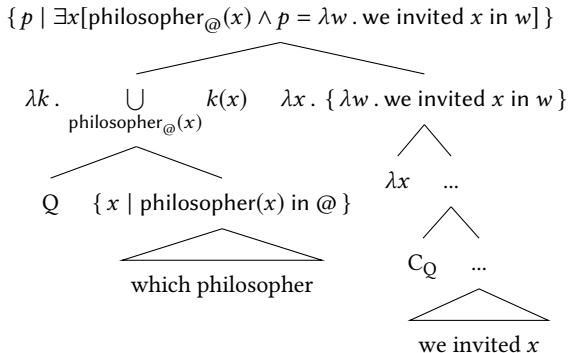 { p | ∃x[philosopher@(x) ∧ p = λw . we invited x in w] }
λk . ⋃ philosopher@(x) k(x) λx . { λw . we invited x in w }
Q { x | philosopher(x) in @ } λx ...
which philosopher C_Q ...
we invited x